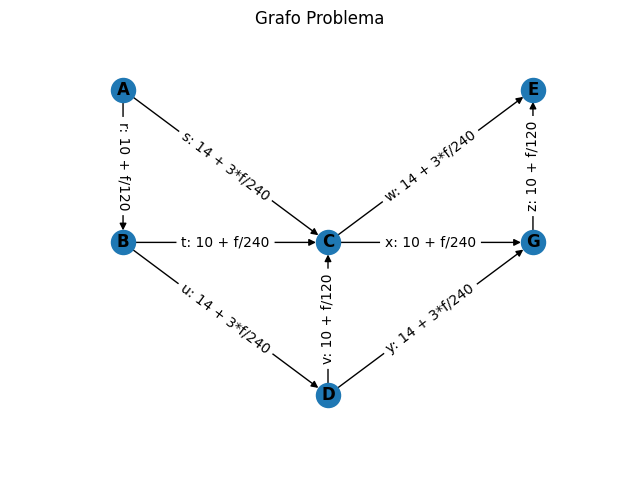 Grafo Problema
A
E
r: 10 + f/120
s: 14 + 3*f/240
w: 14 + 3*f/240
z: 10 + f/120
B
t: 10 + f/240
C
x: 10 + f/240
G
u: 14 + 3*f/240
v: 10 + f/120
y: 14 + 3*f/240
D